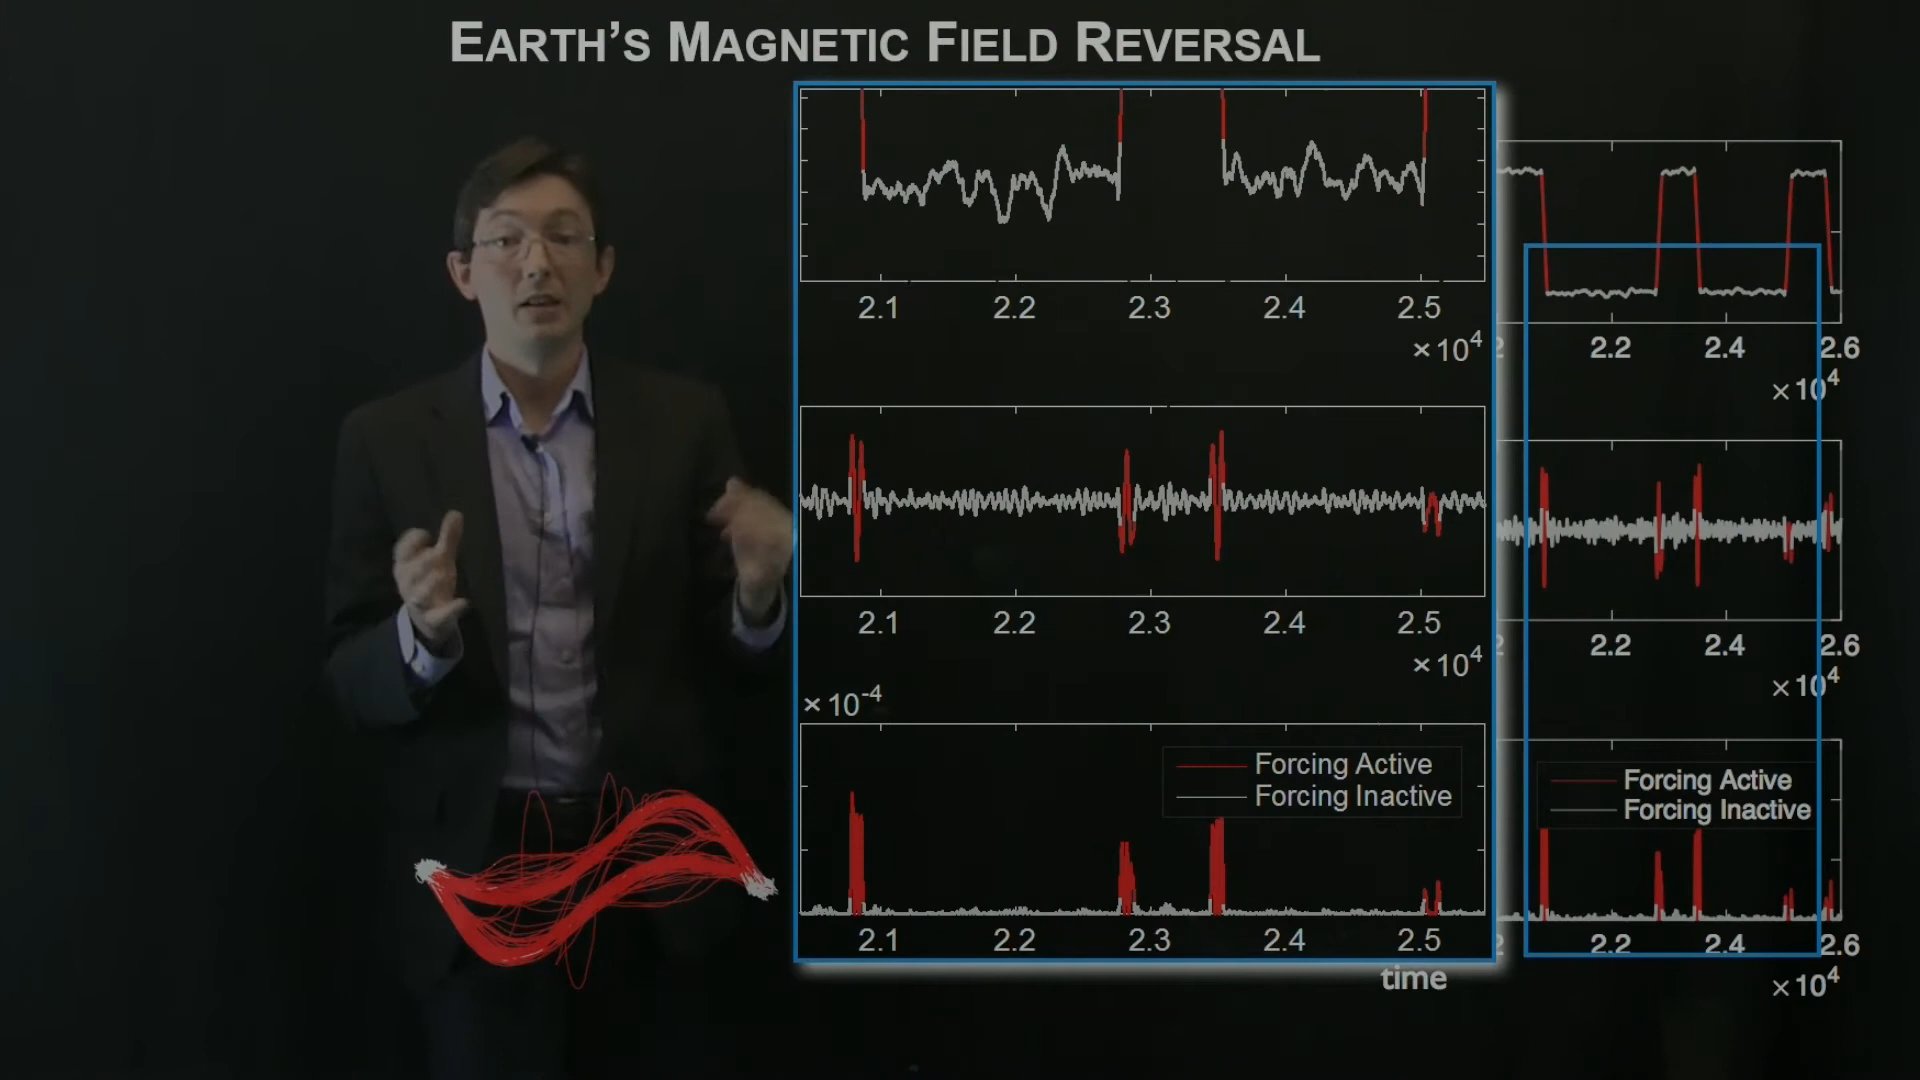 EARTH'S MAGNETIC FIELD REVERSAL
2.1 2.2 2.3 2.4 2.5
×10⁴
2.2 2.4 2.6
×10⁴
2.1 2.2 2.3 2.4 2.5
×10⁴
2.2 2.4 2.6
×10⁴
×10⁻⁴
Forcing Active
Forcing Inactive
2.1 2.2 2.3 2.4 2.5
time
Forcing Active
Forcing Inactive
2.2 2.4 2.6
×10⁴